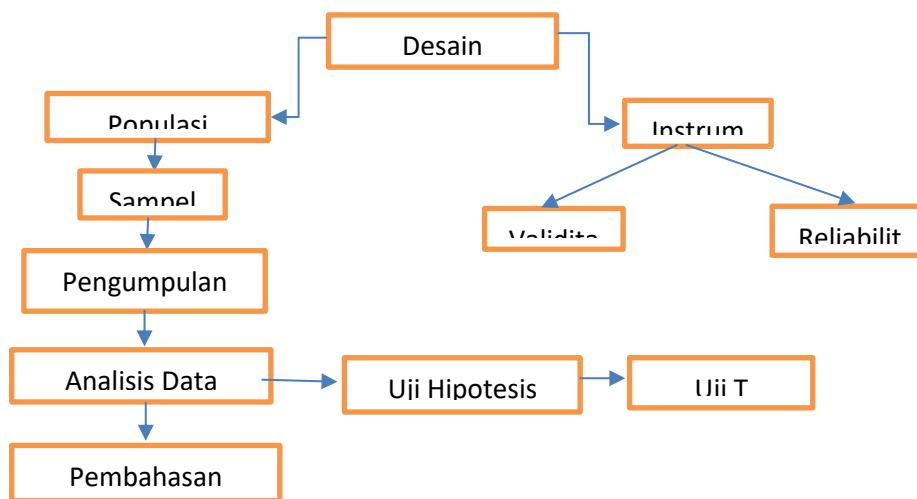 Desain
Populasi
Instrum
Sampel
Validita
Reliabilit
Pengumpulan
Analisis Data
Uji Hipotesis
Uji T
Pembahasan